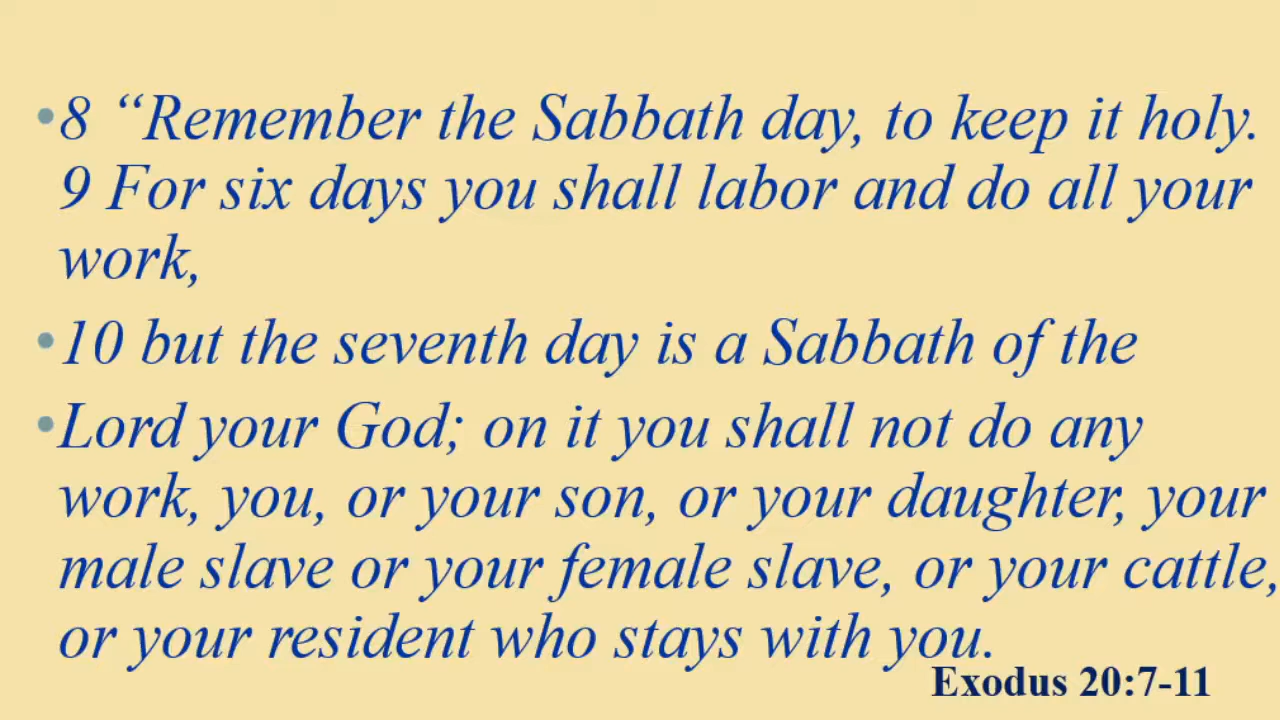 •8 “Remember the Sabbath day, to keep it holy.
9 For six days you shall labor and do all your
work,
•10 but the seventh day is a Sabbath of the
•Lord your God; on it you shall not do any
work, you, or your son, or your daughter, your
male slave or your female slave, or your cattle,
or your resident who stays with you.
Exodus 20:7-11